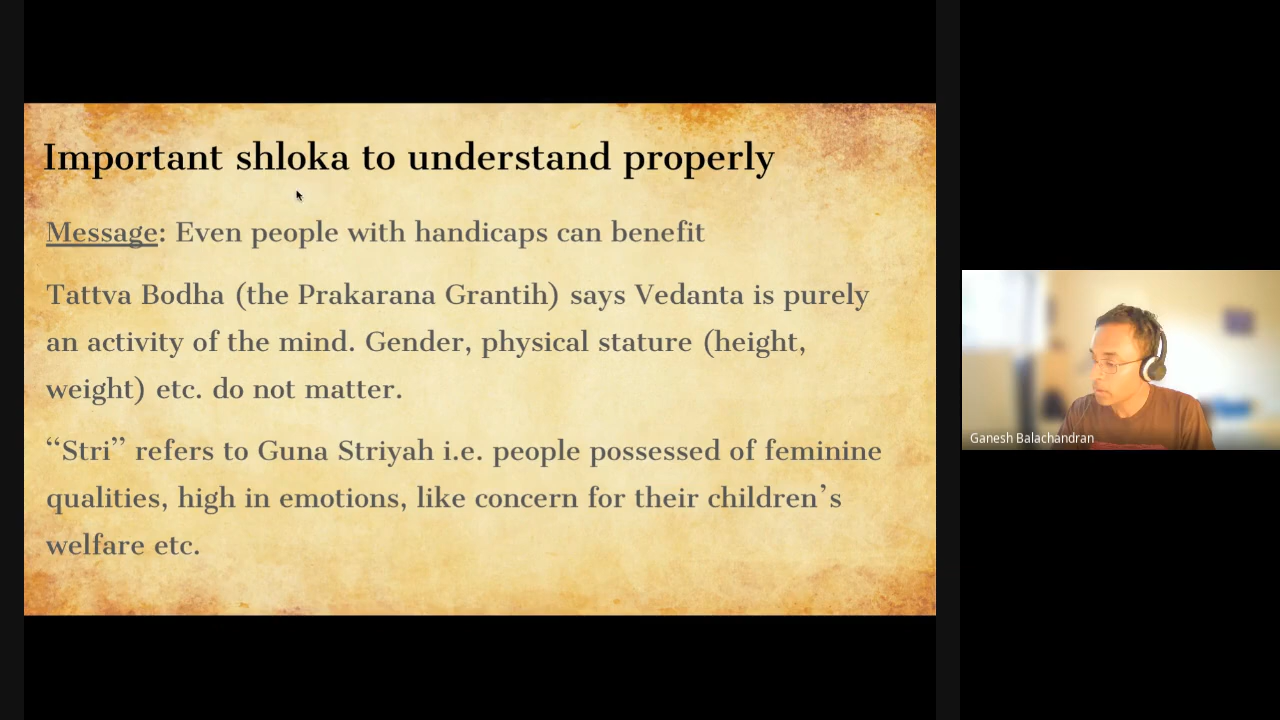 Important shloka to understand properly
Message: Even people with handicaps can benefit
Tattva Bodha (the Prakarana Grantih) says Vedanta is purely
an activity of the mind. Gender, physical stature (height,
weight) etc. do not matter.
“Stri” refers to Guna Striyah i.e. people possessed of feminine
qualities, high in emotions, like concern for their children’s
welfare etc.
Ganesh Balachandran